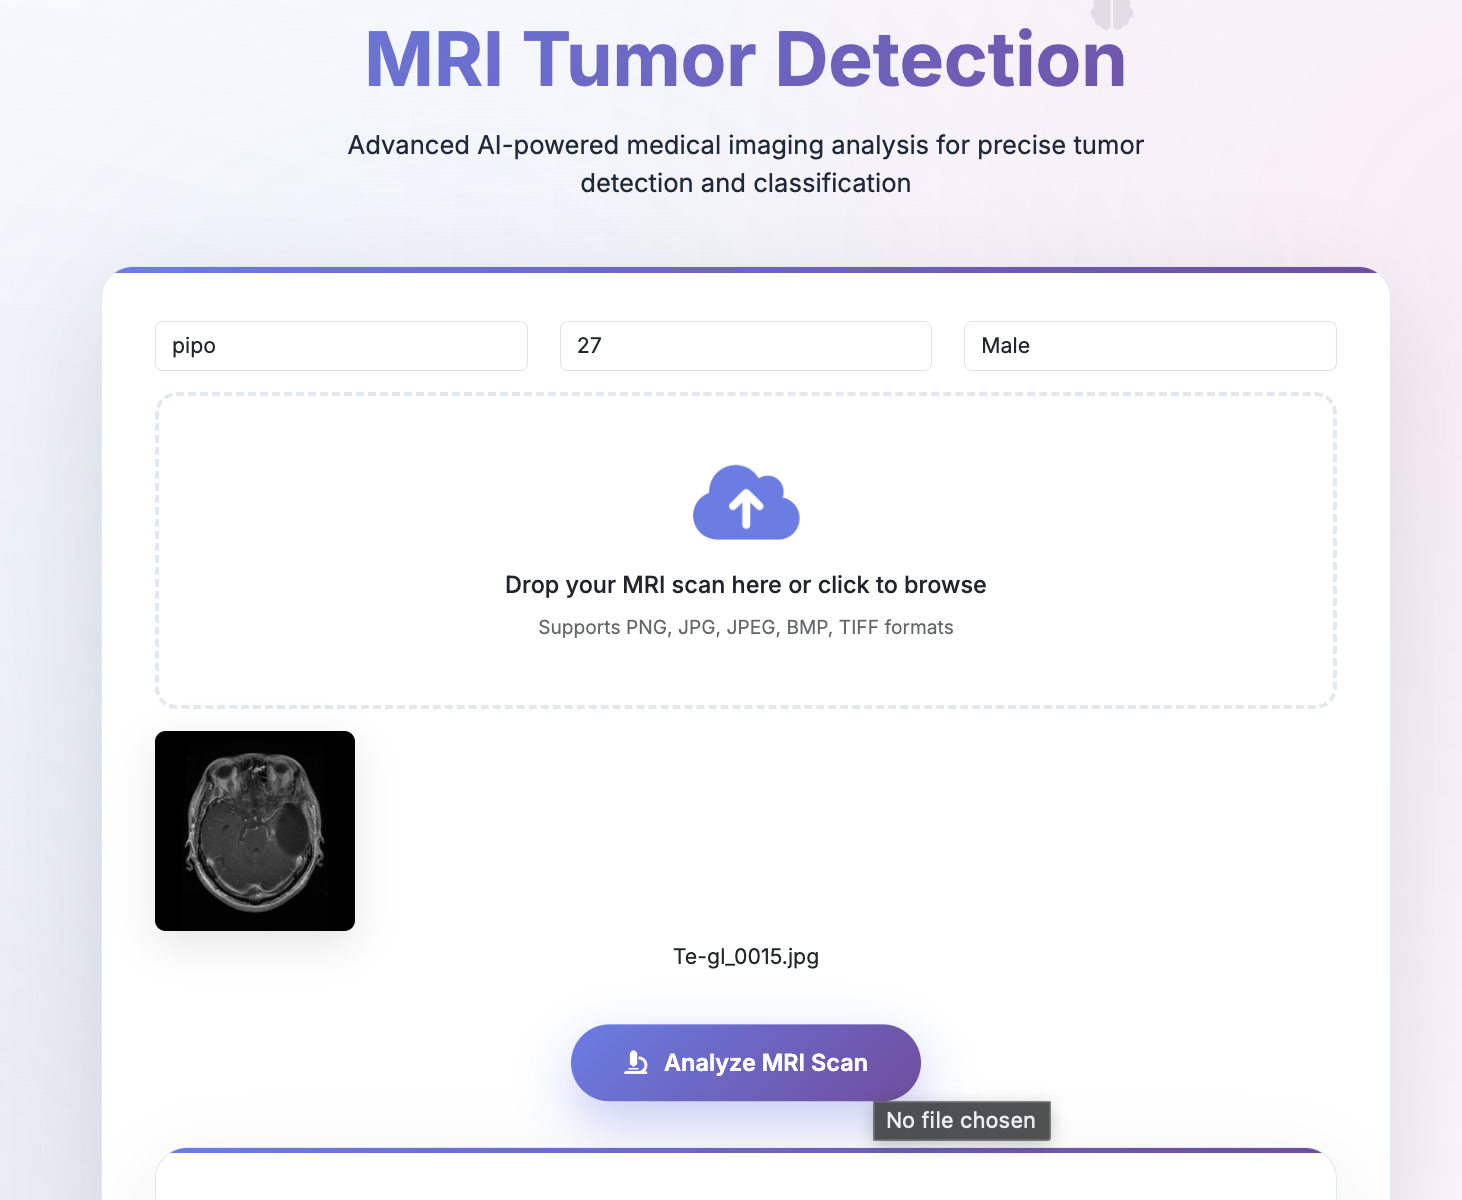 MRI Tumor Detection
Advanced AI-powered medical imaging analysis for precise tumor
detection and classification
pipo
27
Male
Drop your MRI scan here or click to browse
Supports PNG, JPG, JPEG, BMP, TIFF formats
Te-gl_0015.jpg
Analyze MRI Scan
No file chosen